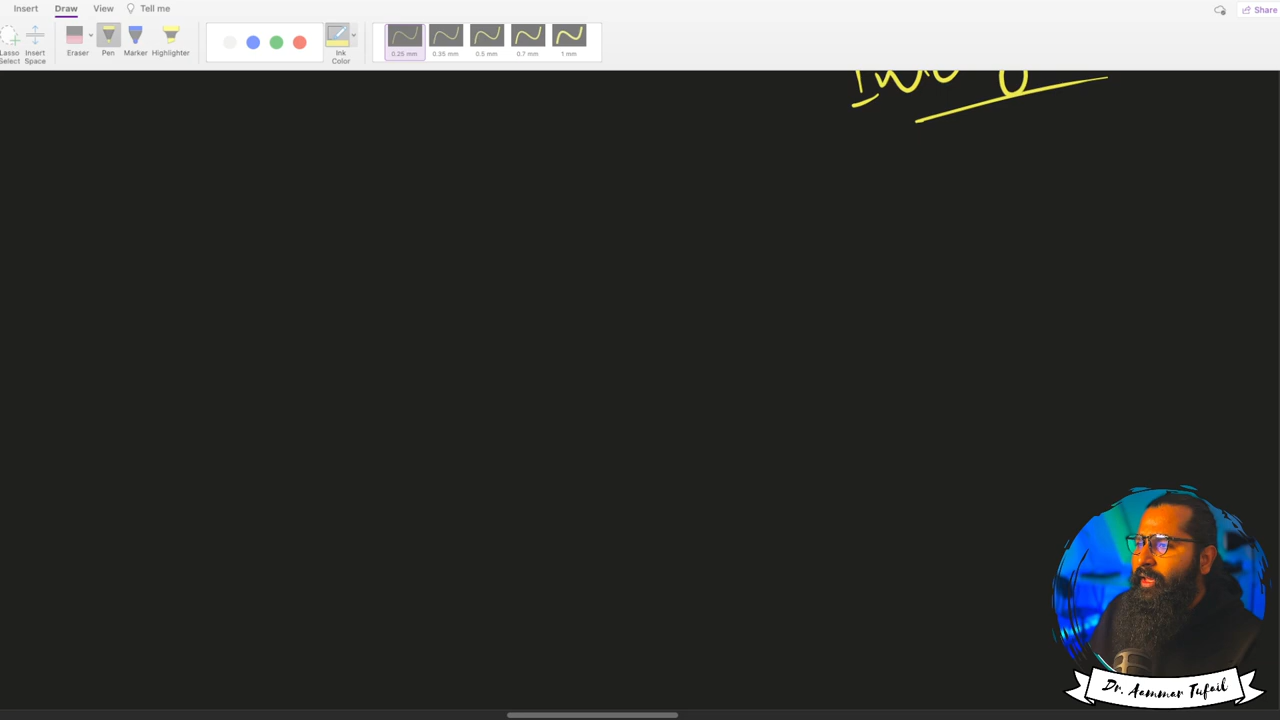 Insert Draw View Tell me
Share
Lasso Select
Insert Space
Eraser
Pen
Marker
Highlighter
Ink Color
0.25 mm
0.35 mm
0.5 mm
0.7 mm
1 mm
Dr. Aammar Tufail